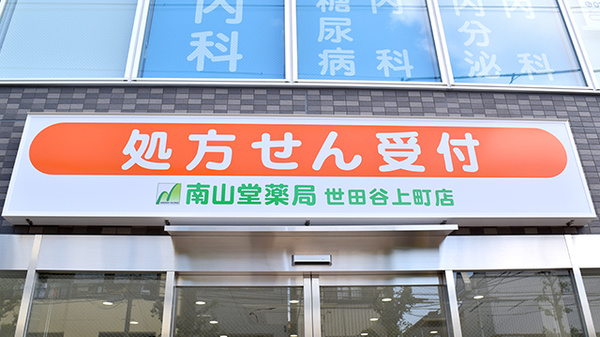 内科
糖尿病
内科
内分泌
内科
処方せん受付
南山堂薬局 世田谷上町店